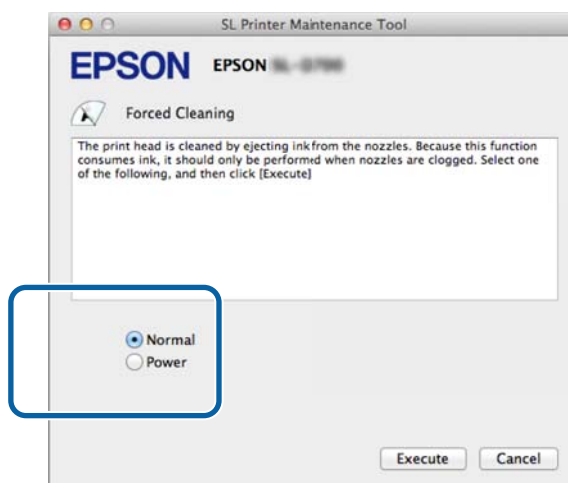 SL Printer Maintenance Tool
EPSON EPSON
Forced Cleaning
The print head is cleaned by ejecting ink from the nozzles. Because this function
consumes ink, it should only be performed when nozzles are clogged. Select one
of the following, and then click [Execute]
Normal
Power
Execute Cancel